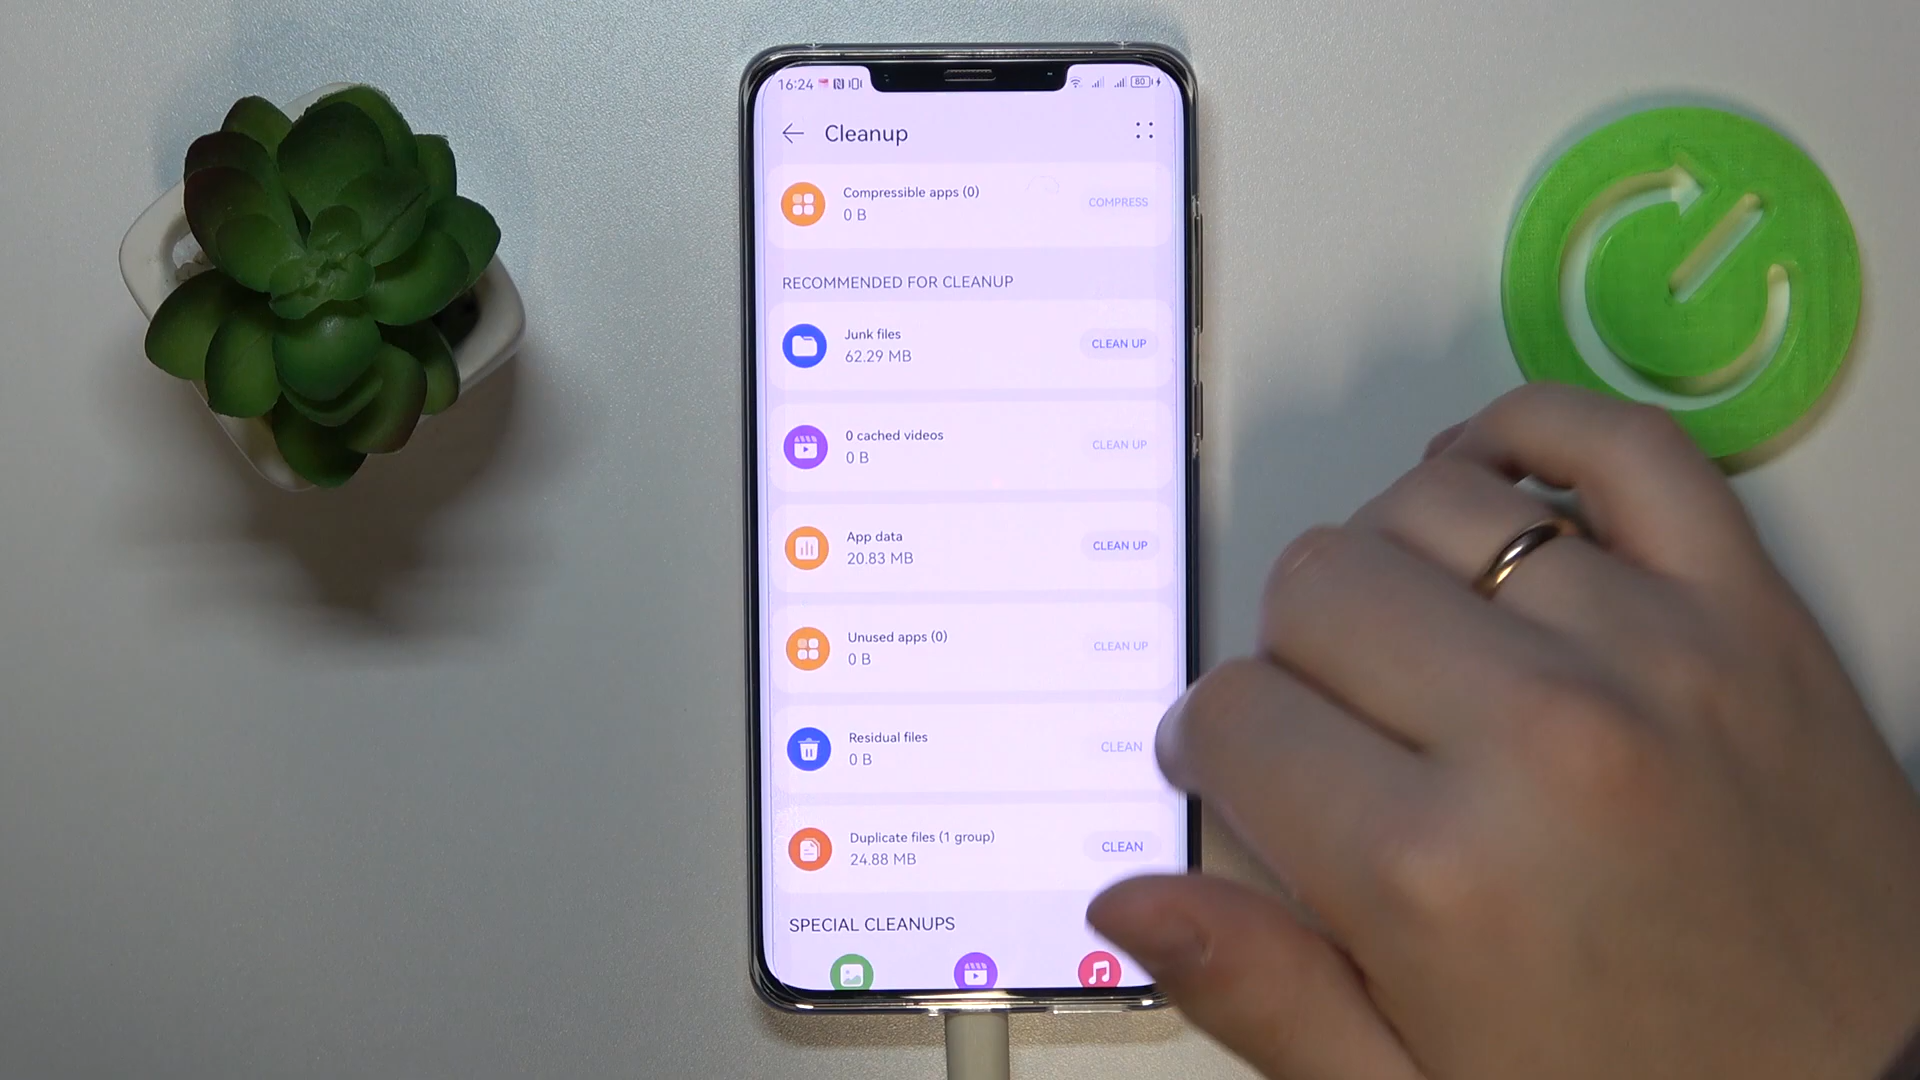 16:24
80
Cleanup
Compressible apps (0)
0 B
COMPRESS
RECOMMENDED FOR CLEANUP
Junk files
62.29 MB
CLEAN UP
0 cached videos
0 B
CLEAN UP
App data
20.83 MB
CLEAN UP
Unused apps (0)
0 B
CLEAN UP
Residual files
0 B
CLEAN
Duplicate files (1 group)
24.88 MB
CLEAN
SPECIAL CLEANUPS